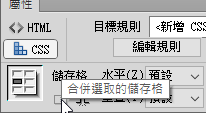 屬性
<> HTML
目標規則 <新增 CSS
CSS
編輯規則
儲存格 水平(Z) 預設
合併選取的儲存格
預設